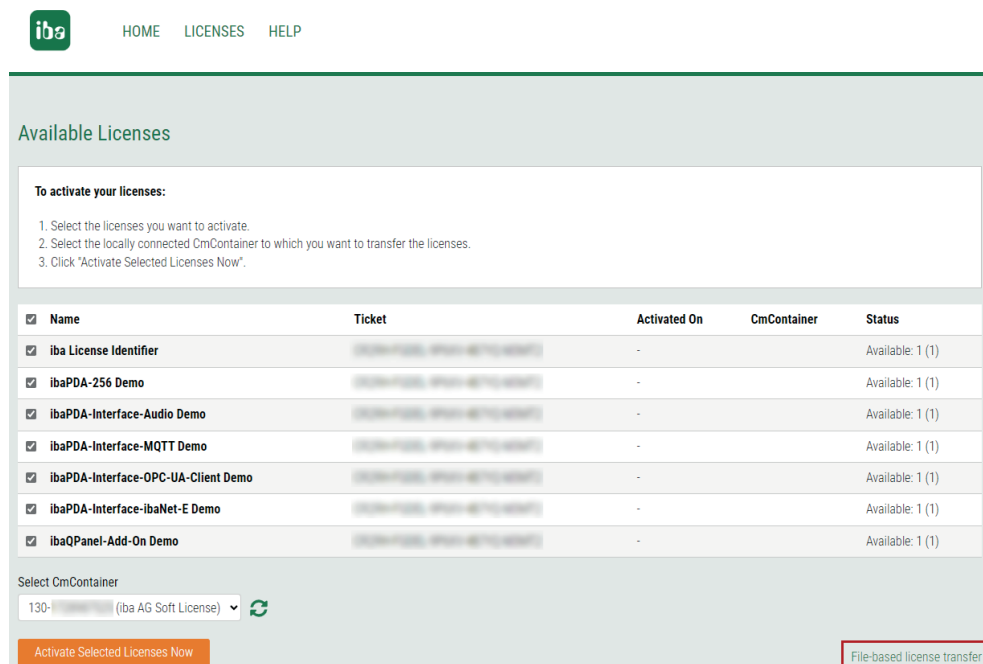 iba HOME LICENSES HELP
Available Licenses
To activate your licenses:
1. Select the licenses you want to activate.
2. Select the locally connected CmContainer to which you want to transfer the licenses.
3. Click "Activate Selected Licenses Now".
Name Ticket Activated On CmContainer Status
iba License Identifier - Available: 1 (1)
ibaPDA-256 Demo - Available: 1 (1)
ibaPDA-Interface-Audio Demo - Available: 1 (1)
ibaPDA-Interface-MQTT Demo - Available: 1 (1)
ibaPDA-Interface-OPC-UA-Client Demo - Available: 1 (1)
ibaPDA-Interface-ibaNet-E Demo - Available: 1 (1)
ibaQPanel-Add-On Demo - Available: 1 (1)
Select CmContainer
130- (iba AG Soft License)
Activate Selected Licenses Now File-based license transfer